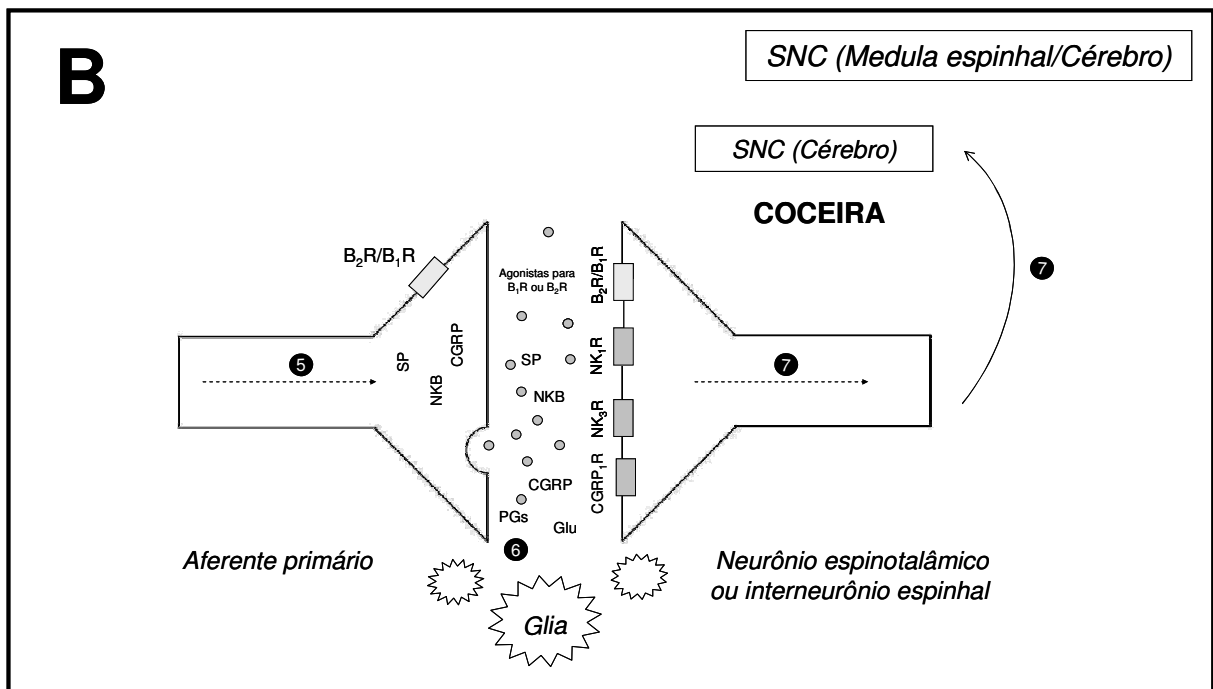 B
SNC (Medula espinhal/Cérebro)
SNC (Cérebro)
COCEIRA
7
B₂R/B₁R
Agonistas para
B₁R ou B₂R
B₂R/B₁R
5
SP
NKB
CGRP
SP
NKB
CGRP
PGs
Glu
NK₁R
NK₃R
CGRP₁R
7
6
Aferente primário
Neurônio espinotalâmico
ou interneurônio espinhal
Glia